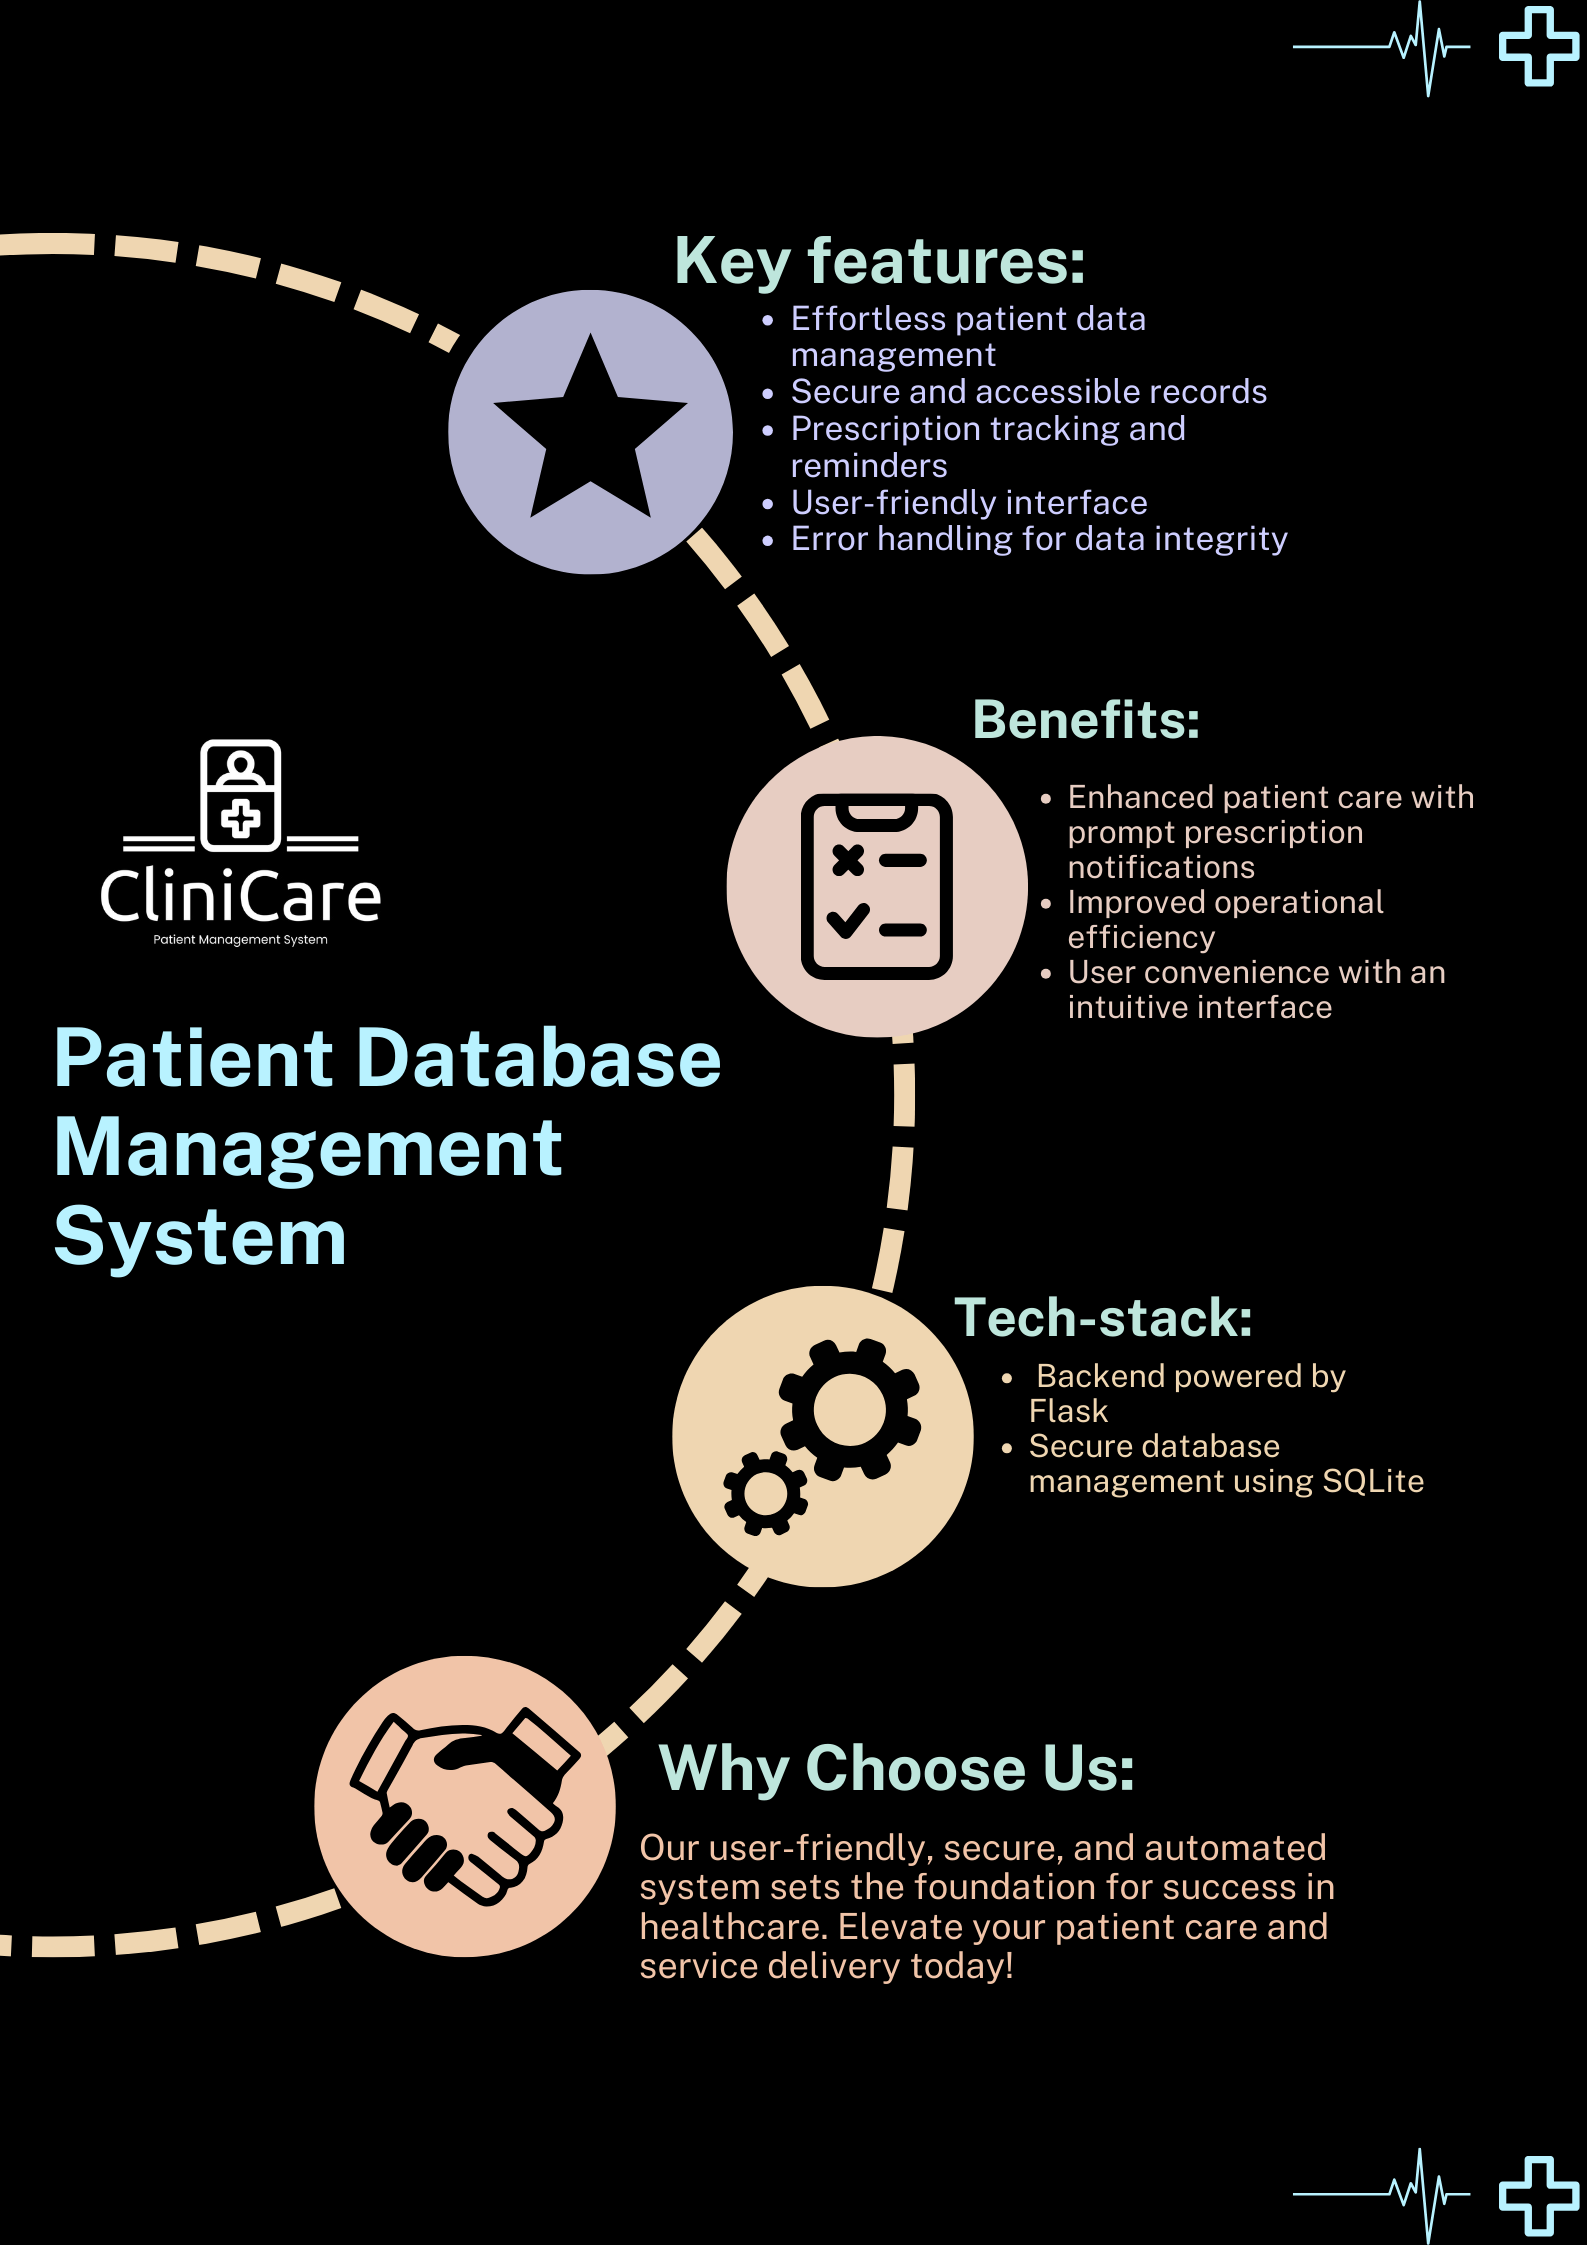 Key features:
• Effortless patient data
management
• Secure and accessible records
• Prescription tracking and
reminders
• User-friendly interface
• Error handling for data integrity
Benefits:
• Enhanced patient care with
prompt prescription
notifications
• Improved operational
efficiency
• User convenience with an
intuitive interface
CliniCare
Patient Management System
Patient Database
Management
System
Tech-stack:
• Backend powered by
Flask
• Secure database
management using SQLite
Why Choose Us:
Our user-friendly, secure, and automated
system sets the foundation for success in
healthcare. Elevate your patient care and
service delivery today!